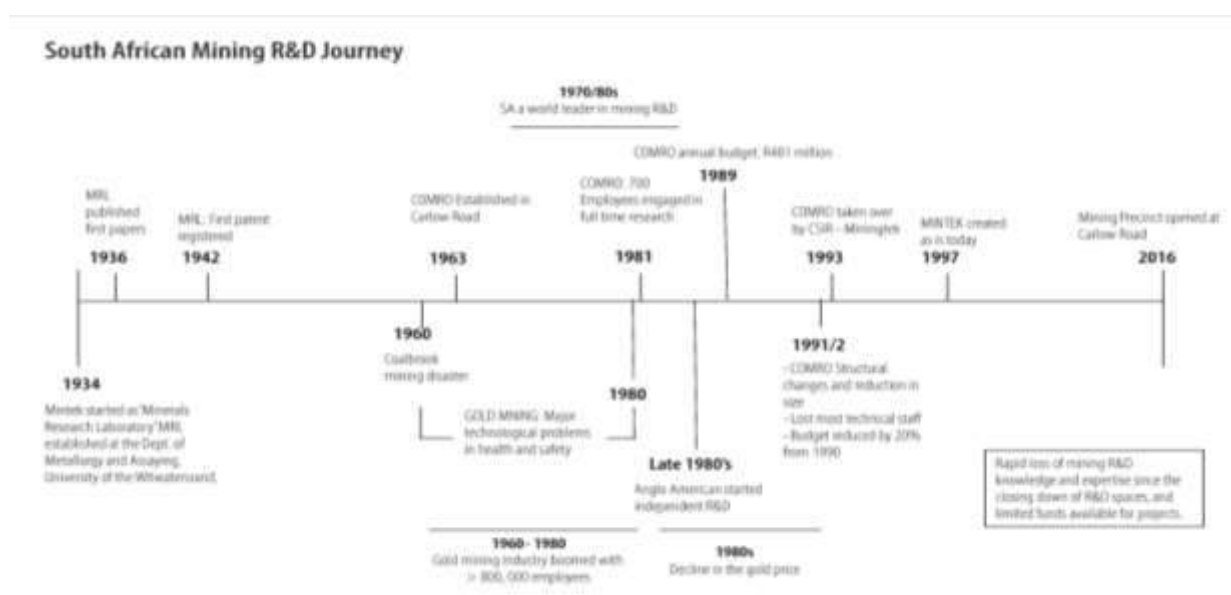 South African Mining R&D Journey
1970/80s
SA a world leader in mining R&D
COMRO annual budget, R481 million
1989
MRL
published
first papers
1936
MRL: First patent
registered
1942
COMRO Established in
Carlow Road
1963
COMRO: 700
Employees engaged in
full time research
1981
COMRO taken over
by CSIR – Miningtek
1993
MINTEK created
as is today
1997
Mining Precinct opened at
Carlow Road
2016
1934
Mintek started as 'Minerals
Research Laboratory' MRL
established at the Dept. of
Metallurgy and Assaying,
University of the Witwatersrand.
1960
Coalbrook
mining disaster
GOLD MINING: Major
technological problems
in health and safety
1980
Late 1980's
Anglo American started
independent R&D
1991/2
- COMRO Structural
changes and reduction in
size
- Lost most technical staff
- Budget reduced by 20%
from 1990
1960 - 1980
Gold mining industry boomed with
> 800, 000 employees
1980s
Decline in the gold price
Rapid loss of mining R&D
knowledge and expertise since the
closing down of R&D spaces, and
limited funds available for projects.